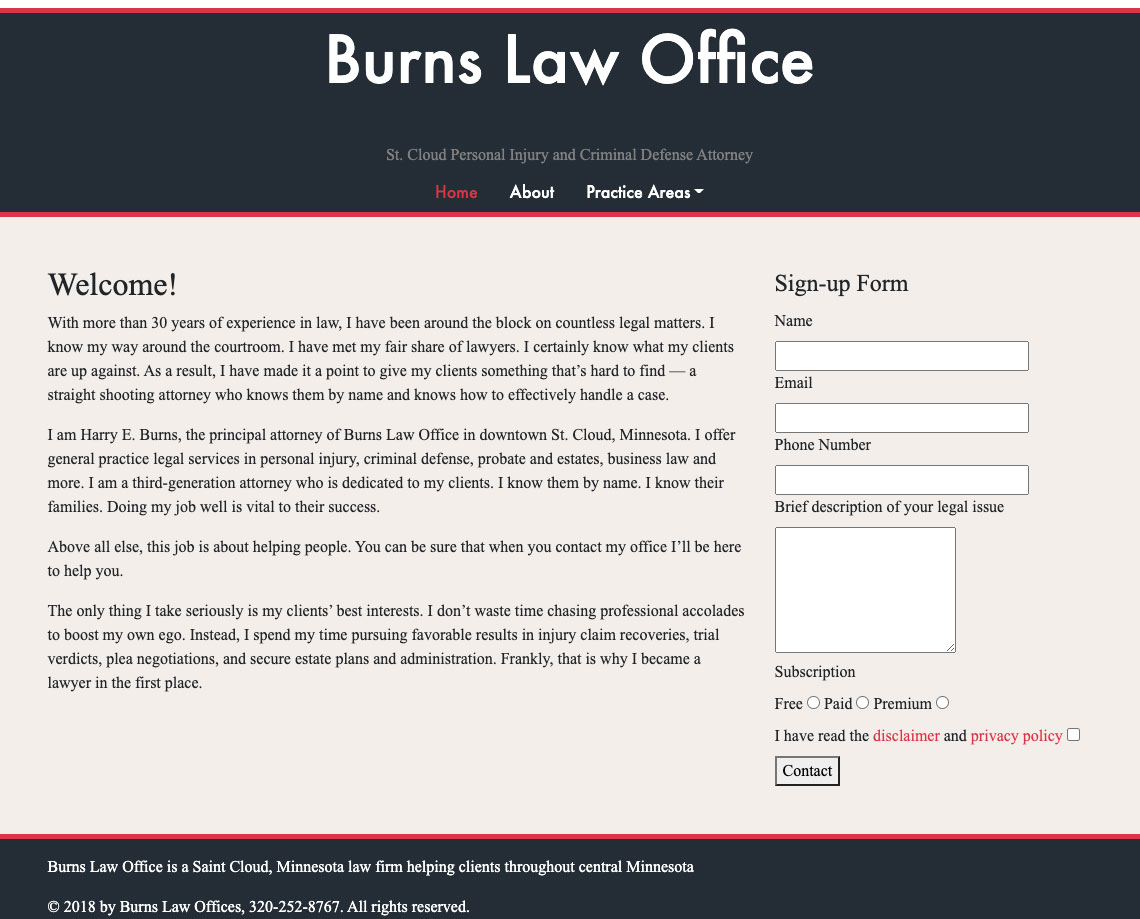 Burns Law Office
St. Cloud Personal Injury and Criminal Defense Attorney
Home About Practice Areas
Welcome!
With more than 30 years of experience in law, I have been around the block on countless legal matters. I
know my way around the courtroom. I have met my fair share of lawyers. I certainly know what my clients
are up against. As a result, I have made it a point to give my clients something that’s hard to find — a
straight shooting attorney who knows them by name and knows how to effectively handle a case.
I am Harry E. Burns, the principal attorney of Burns Law Office in downtown St. Cloud, Minnesota. I offer
general practice legal services in personal injury, criminal defense, probate and estates, business law and
more. I am a third-generation attorney who is dedicated to my clients. I know them by name. I know their
families. Doing my job well is vital to their success.
Above all else, this job is about helping people. You can be sure that when you contact my office I’ll be here
to help you.
The only thing I take seriously is my clients’ best interests. I don’t waste time chasing professional accolades
to boost my own ego. Instead, I spend my time pursuing favorable results in injury claim recoveries, trial
verdicts, plea negotiations, and secure estate plans and administration. Frankly, that is why I became a
lawyer in the first place.
Sign-up Form
Name
Email
Phone Number
Brief description of your legal issue
Subscription
Free Paid Premium
I have read the disclaimer and privacy policy
Contact
Burns Law Office is a Saint Cloud, Minnesota law firm helping clients throughout central Minnesota
© 2018 by Burns Law Offices, 320-252-8767. All rights reserved.